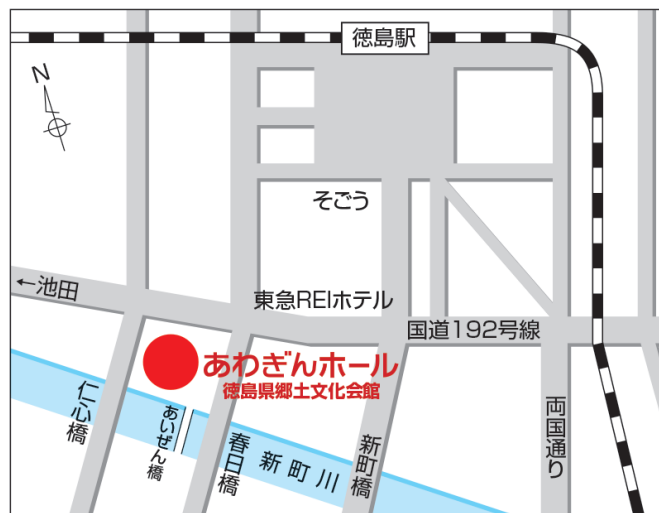 徳島駅
N
そごう
←池田
東急REIホテル
国道192号線
あわぎんホール
徳島県郷土文化会館
仁心橋
あいぜん橋
春日橋
新町川
新町橋
両国通り